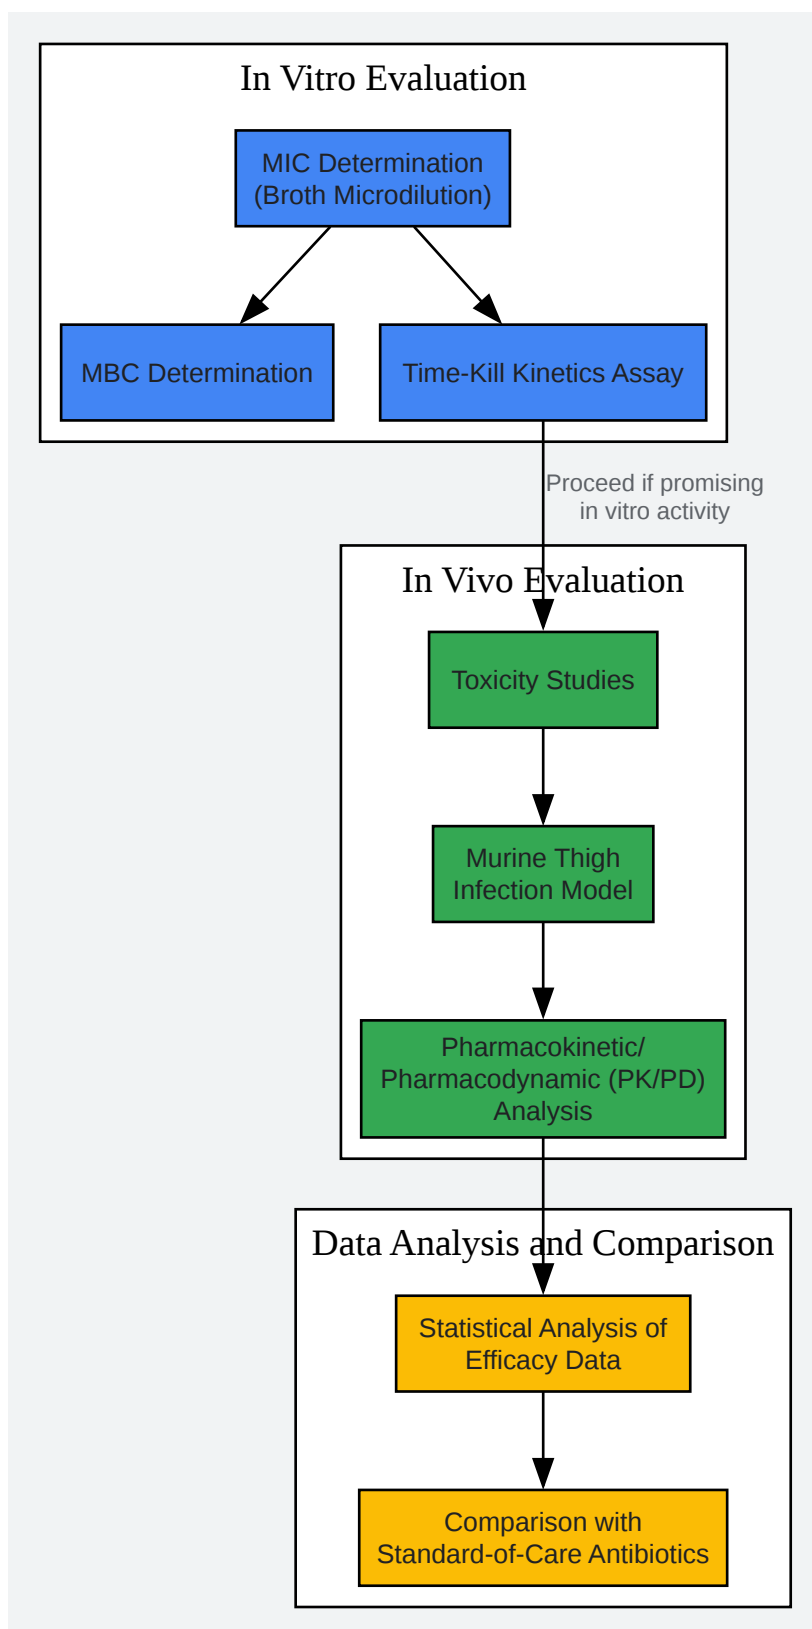 In Vitro Evaluation
MIC Determination
(Broth Microdilution)
MBC Determination
Time-Kill Kinetics Assay
Proceed if promising
in vitro activity
In Vivo Evaluation
Toxicity Studies
Murine Thigh
Infection Model
Pharmacokinetic/
Pharmacodynamic (PK/PD)
Analysis
Data Analysis and Comparison
Statistical Analysis of
Efficacy Data
Comparison with
Standard-of-Care Antibiotics